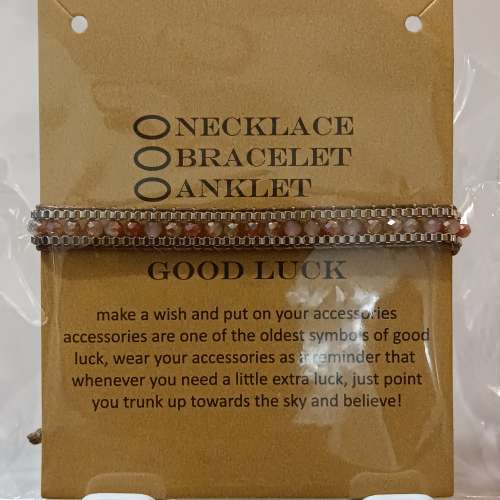 NECKLACE
BRACELET
ANKLET
GOOD LUCK
make a wish and put on your accessories
accessories are one of the oldest symbols of good
luck, wear your accessories as a reminder that
whenever you need a little extra luck, just point
you trunk up towards the sky and believe!